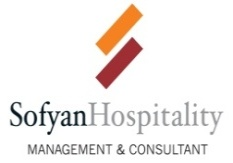 SofyanHospitality
MANAGEMENT & CONSULTANT